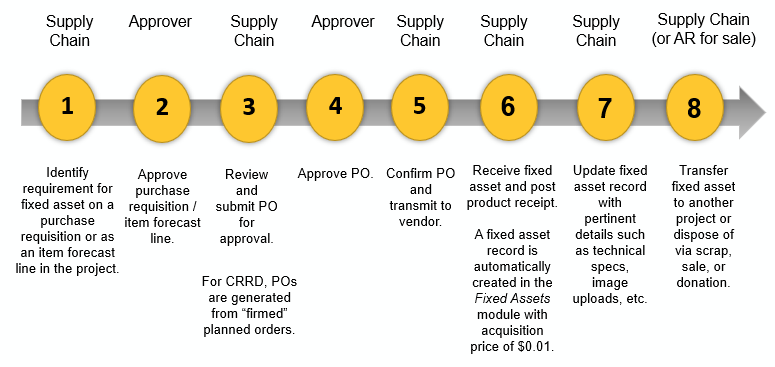 Supply
Chain
Approver
Supply
Chain
Approver
Supply
Chain
Supply
Chain
Supply
Chain
Supply Chain
(or AR for sale)
1
2
3
4
5
6
7
8
Identify
requirement for
fixed asset on a
purchase
requisition or as
an item forecast
line in the project.
Approve
purchase
requisition /
item forecast
line.
Review
and
submit PO
for
approval.
For CRRD, POs
are generated
from “firmed”
planned orders.
Approve PO.
Confirm PO
and
transmit to
vendor.
Receive fixed
asset and post
product receipt.
A fixed asset
record is
automatically
created in the
Fixed Assets
module with
acquisition
price of $0.01.
Update fixed
asset record
with
pertinent
details such
as technical
specs,
image
uploads, etc.
Transfer
fixed asset
to another
project or
dispose of
via scrap,
sale, or
donation.